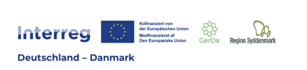 Interreg
Kofinanziert von
der Europäischen Union
Medfinansieret af
Den Europæiske Union
GerDa
Region Syddanmark
Deutschland – Danmark